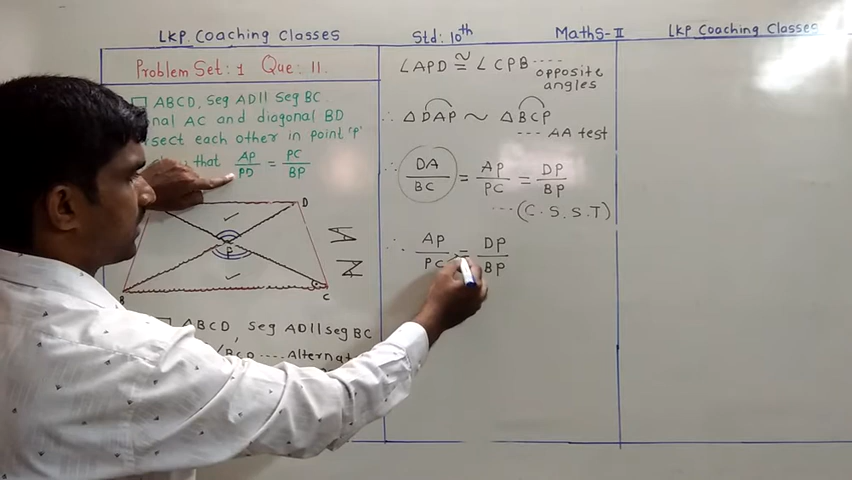 LKP. Coaching Classes
Std: 10th
Maths-II
LKP Coaching Classes
Problem Set: 1 Que: 11.
□ ABCD, Seg AD || Seg BC.
nal AC and diagonal BD
sect each other in point 'P'
that AP/PD = PC/BP
D
P
B
C
□ ABCD, Seg AD || Seg BC
BCD .... Alternat
∠APD ≅ ∠CPB ....
opposite
angles
∴ △DAP ~ △BCP
... AA test
∴ DA/BC = AP/PC = DP/BP
... (C.S.S.T)
∴ AP/PC = DP/BP